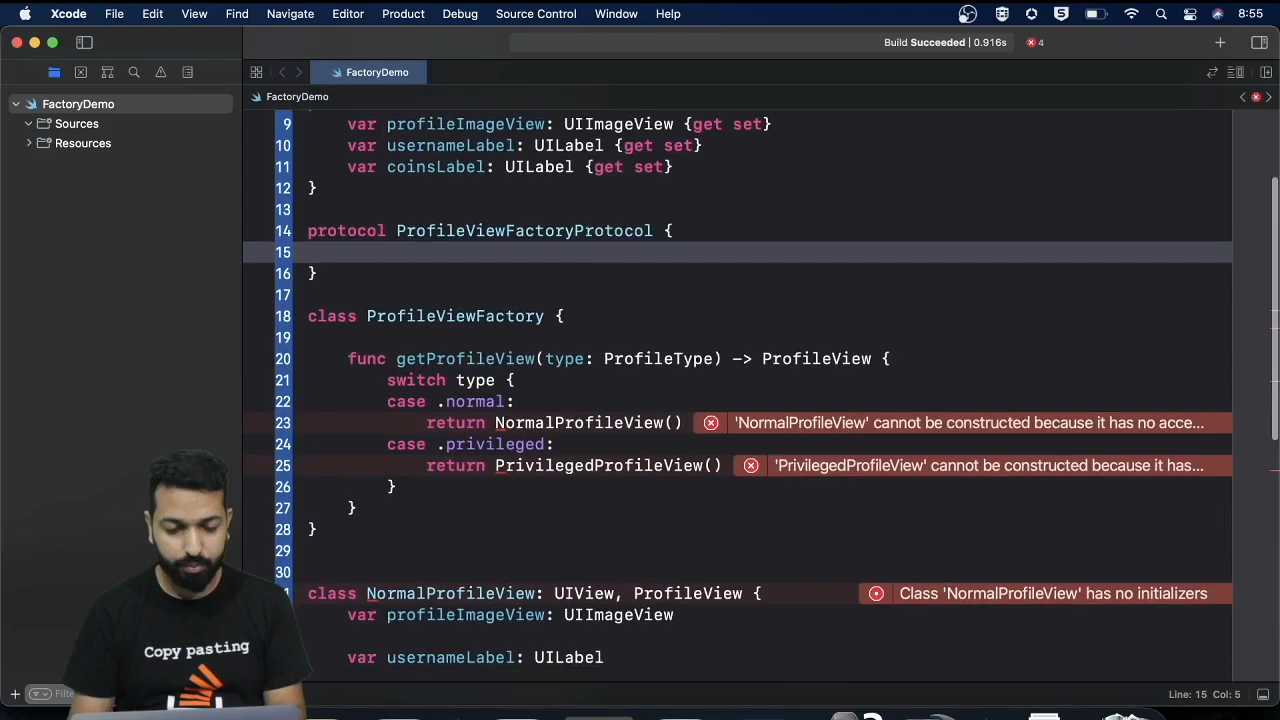 Xcode File Edit View Find Navigate Editor Product Debug Source Control Window Help 8:55
Build Succeeded | 0.916s 4
FactoryDemo
FactoryDemo
FactoryDemo
Sources
Resources
9 var profileImageView: UIImageView {get set}
10 var usernameLabel: UILabel {get set}
11 var coinsLabel: UILabel {get set}
12 }
13
14 protocol ProfileViewFactoryProtocol {
15
16 }
17
18 class ProfileViewFactory {
19
20 func getProfileView(type: ProfileType) -> ProfileView {
21 switch type {
22 case .normal:
23 return NormalProfileView() 'NormalProfileView' cannot be constructed because it has no acce...
24 case .privileged:
25 return PrivilegedProfileView() 'PrivilegedProfileView' cannot be constructed because it has...
26 }
27 }
28 }
29
30
class NormalProfileView: UIView, ProfileView { Class 'NormalProfileView' has no initializers
var profileImageView: UIImageView
var usernameLabel: UILabel
Copy pasting
Filte
Line: 15 Col: 5